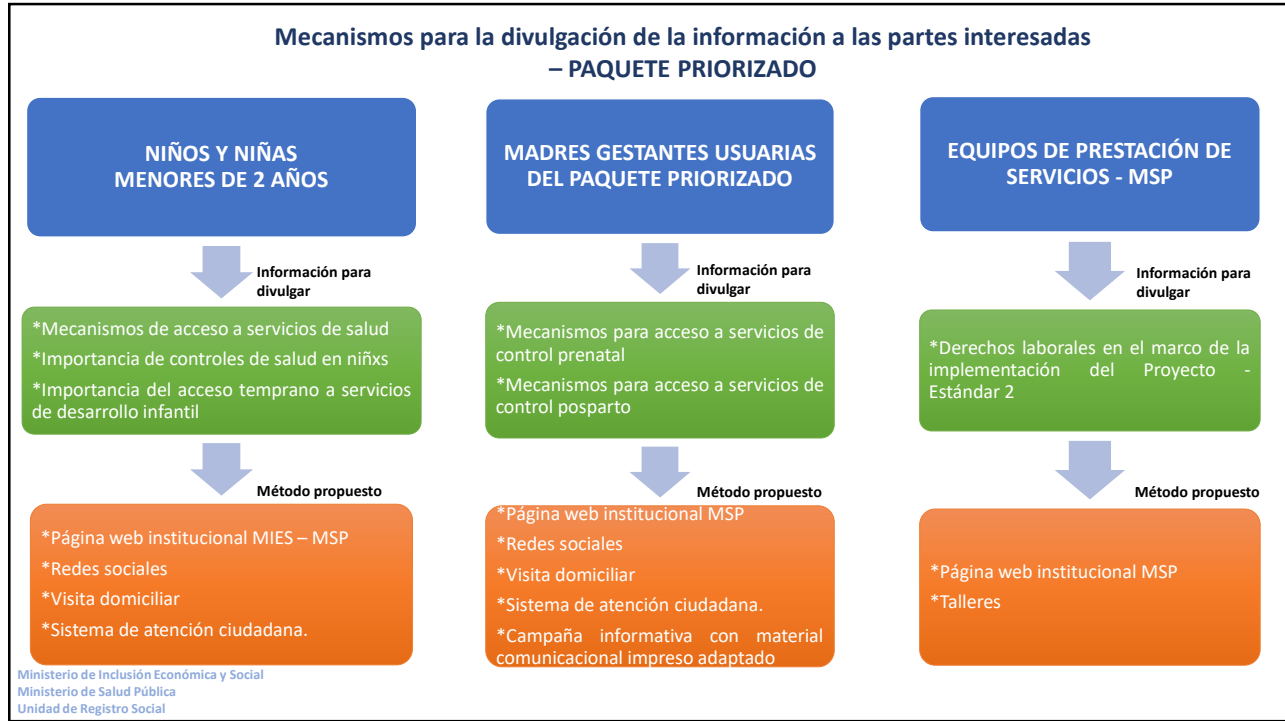 Mecanismos para la divulgación de la información a las partes interesadas
– PAQUETE PRIORIZADO
NIÑOS Y NIÑAS
MENORES DE 2 AÑOS
Información para
divulgar
*Mecanismos de acceso a servicios de salud
*Importancia de controles de salud en niñxs
*Importancia del acceso temprano a servicios
de desarrollo infantil
Método propuesto
*Página web institucional MIES – MSP
*Redes sociales
*Visita domiciliar
*Sistema de atención ciudadana.
MADRES GESTANTES USUARIAS
DEL PAQUETE PRIORIZADO
Información para
divulgar
*Mecanismos para acceso a servicios de
control prenatal
*Mecanismos para acceso a servicios de
control posparto
Método propuesto
*Página web institucional MSP
*Redes sociales
*Visita domiciliar
*Sistema de atención ciudadana.
*Campaña informativa con material
comunicacional impreso adaptado
EQUIPOS DE PRESTACIÓN DE
SERVICIOS - MSP
Información para
divulgar
*Derechos laborales en el marco de la
implementación del Proyecto -
Estándar 2
Método propuesto
*Página web institucional MSP
*Talleres
Ministerio de Inclusión Económica y Social
Ministerio de Salud Pública
Unidad de Registro Social